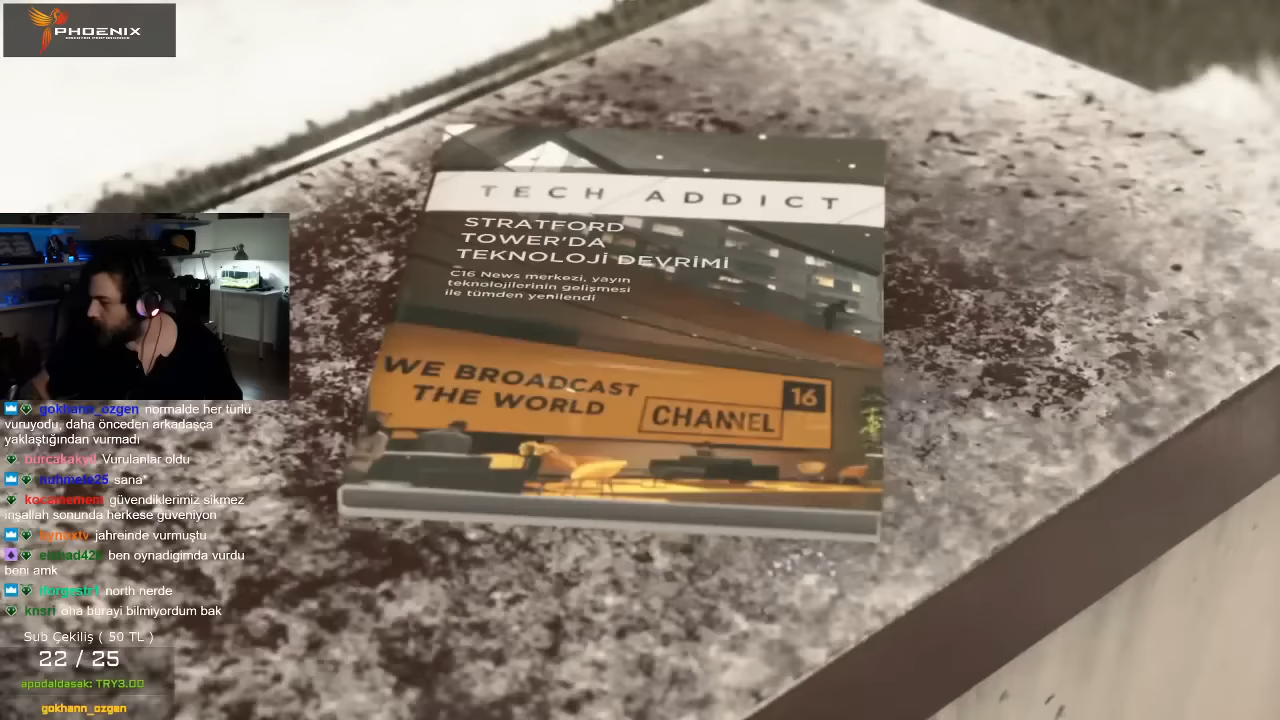 PHOENIX
TECH ADDICT
STRATFORD
TOWER'DA
TEKNOLOJİ DEVRİMİ
C16 News merkezi, yayın
teknolojilerinin gelişmesi
ile tümden yenilendi
WE BROADCAST
THE WORLD
CHANNEL
16
gokhann_ozgen normalde her türlü
vuruyodu, daha önceden arkadaşça
yaklaştığından vurmadı
Vurulanlar oldu
sana*
güvendiklerimiz sikmez
inşallah sonunda herkese güveniyon
jahreinde vurmuştu
ben oynadigimda vurdu
beni amk
north nerde
knsri oha burayi bilmiyordum bak
Sub Çekiliş ( 50 TL )
22 / 25
apodaldasak: TRY3.00
gokhann_ozgen